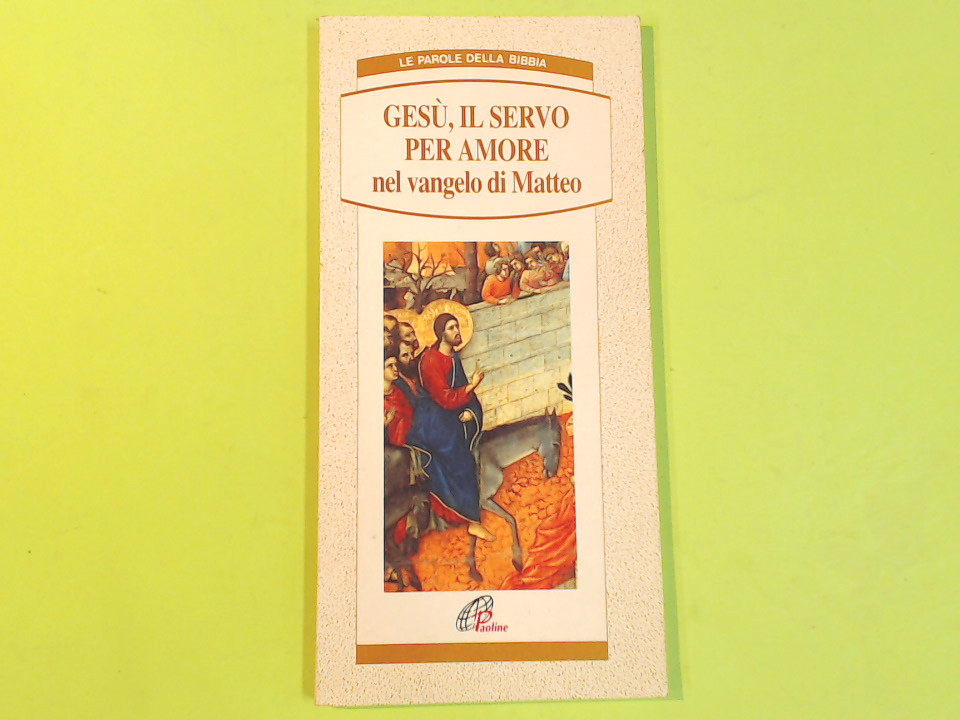 LE PAROLE DELLA BIBBIA
GESÙ, IL SERVO
PER AMORE
nel vangelo di Matteo
Paoline